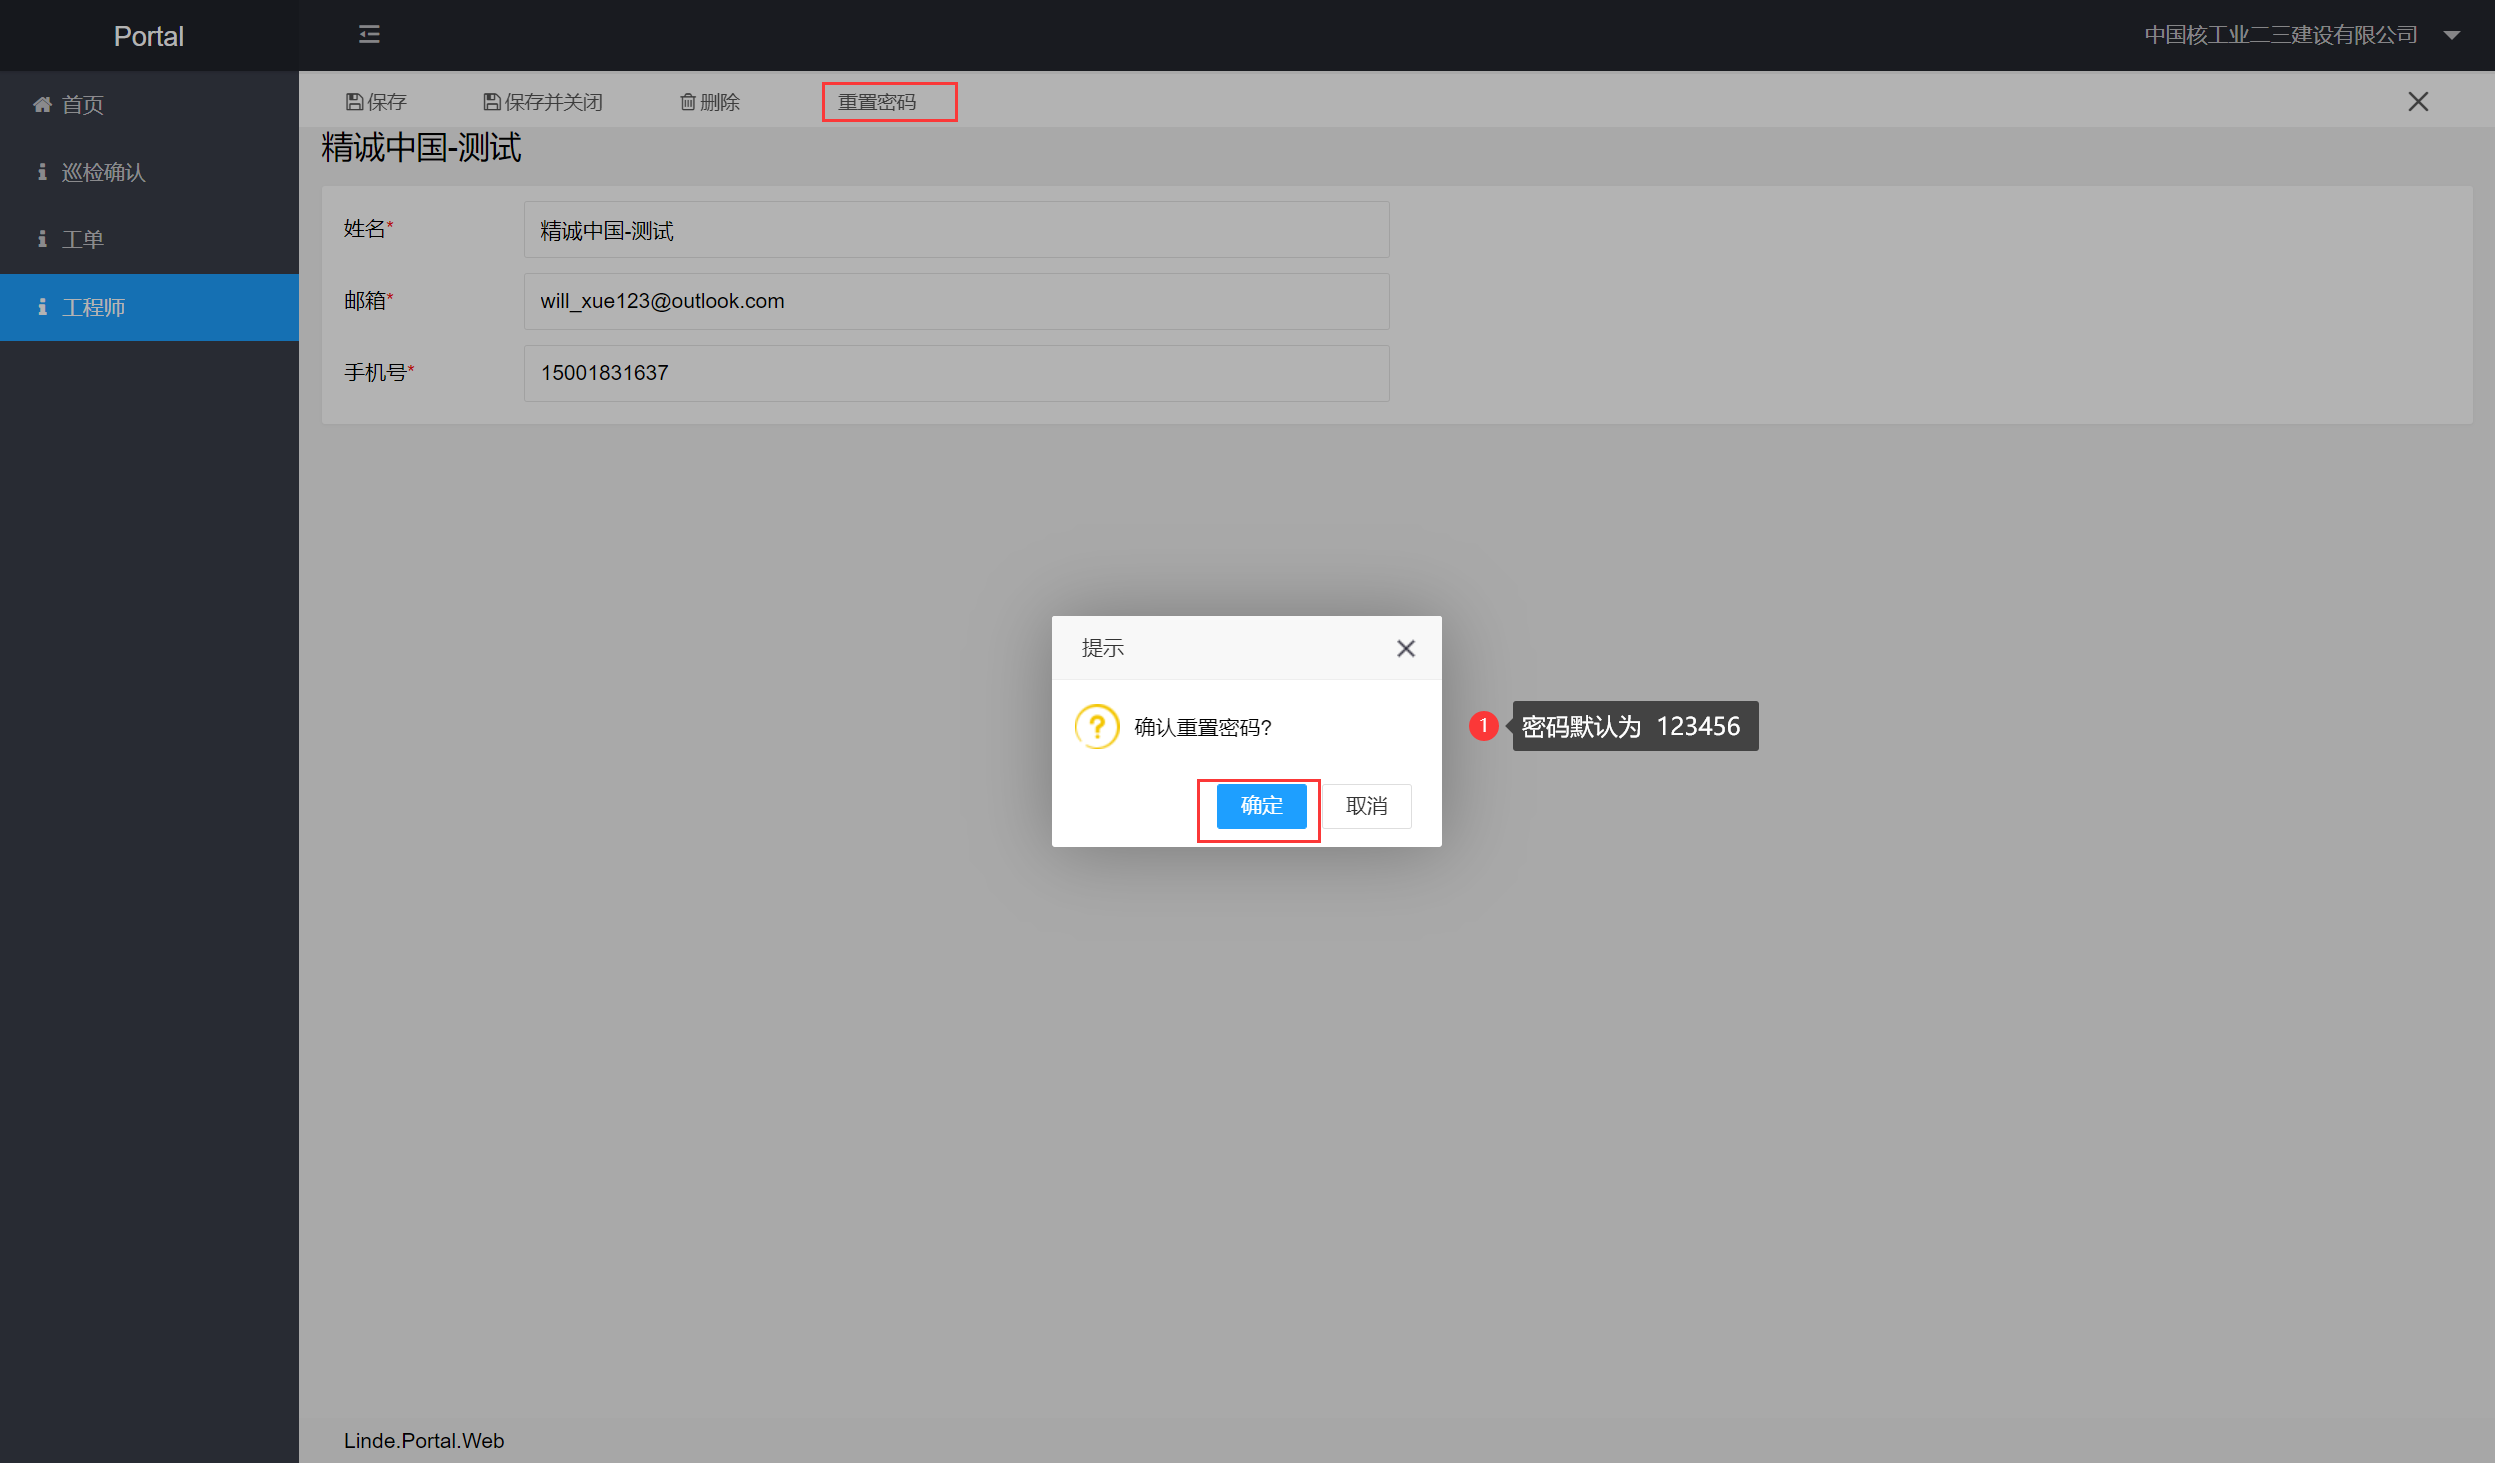 Portal
中国核工业二三建设有限公司
首页
巡检确认
工单
工程师
保存
保存并关闭
删除
重置密码
精诚中国-测试
姓名*
精诚中国-测试
邮箱*
will_xue123@outlook.com
手机号*
15001831637
提示
确认重置密码?
确定
取消
1
密码默认为 123456
Linde.Portal.Web